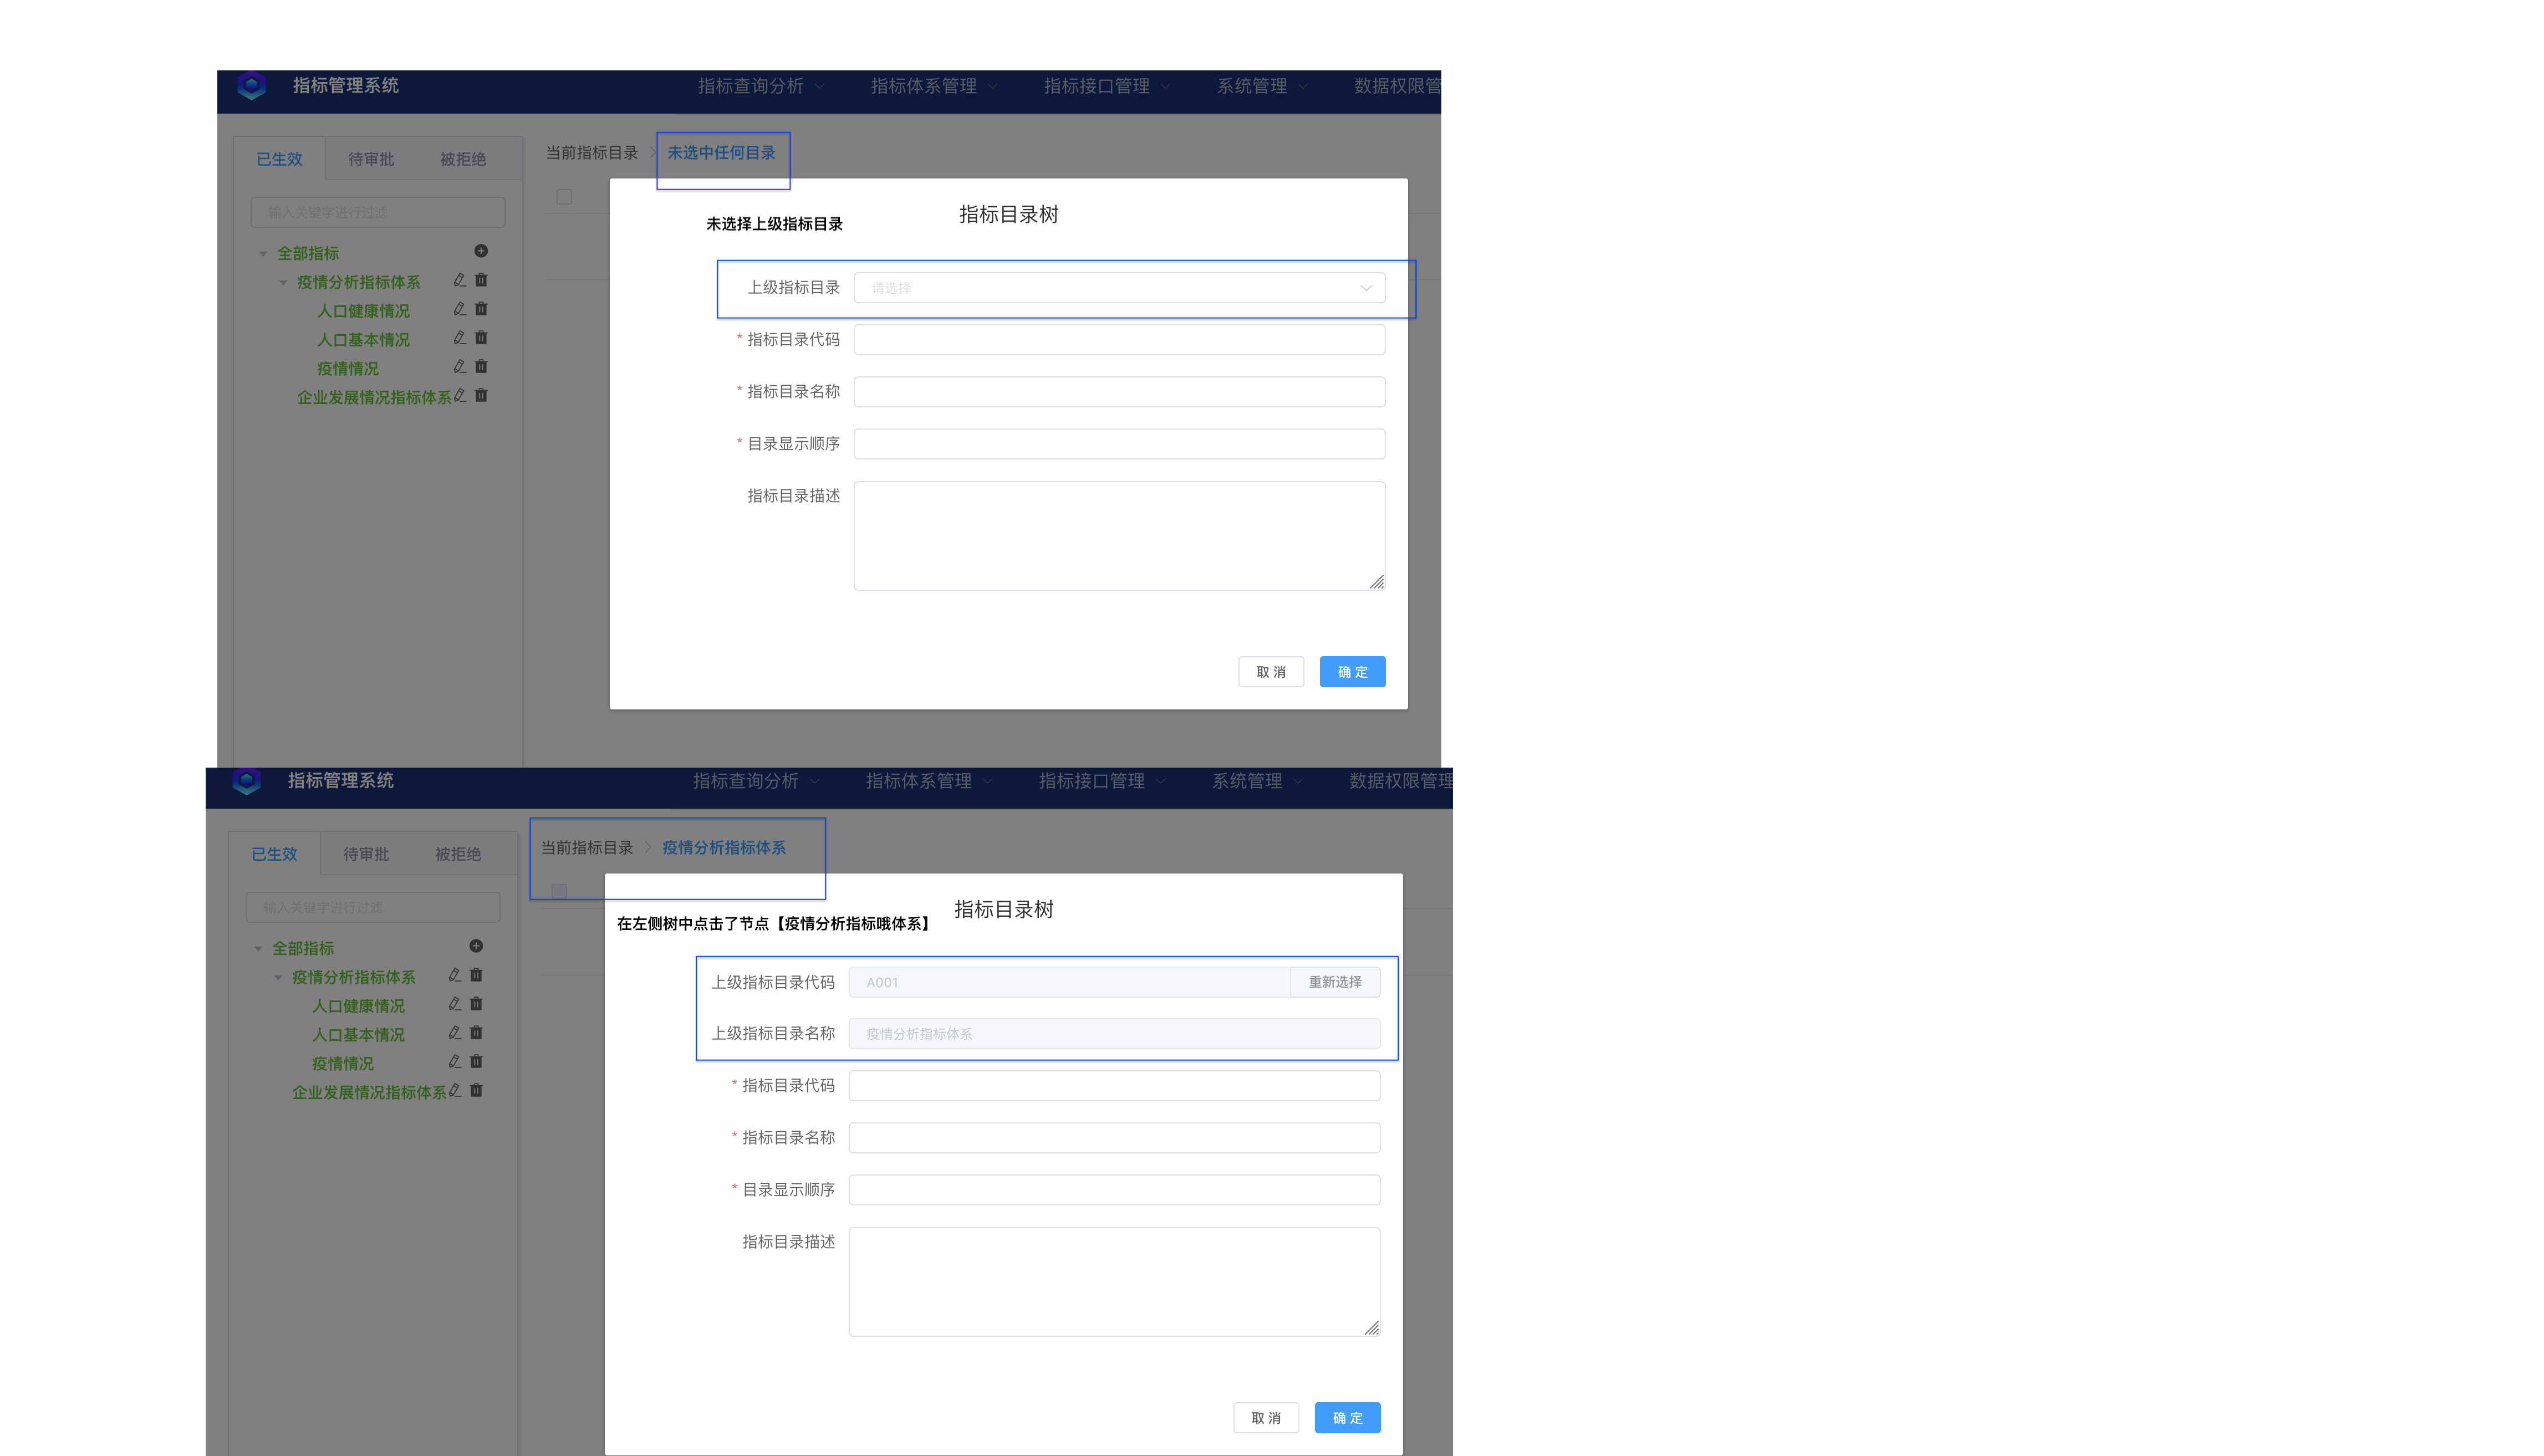 指标管理系统 指标查询分析 指标体系管理 指标接口管理 系统管理 数据权限管
已生效 待审批 被拒绝
当前指标目录 未选中任何目录
输入关键字进行过滤
全部指标
疫情分析指标体系
人口健康情况
人口基本情况
疫情情况
企业发展情况指标体系
未选择上级指标目录
指标目录树
上级指标目录 请选择
* 指标目录代码
* 指标目录名称
* 目录显示顺序
指标目录描述
取消 确定
指标管理系统 指标查询分析 指标体系管理 指标接口管理 系统管理 数据权限管理
已生效 待审批 被拒绝
当前指标目录 疫情分析指标体系
输入关键字进行过滤
全部指标
疫情分析指标体系
人口健康情况
人口基本情况
疫情情况
企业发展情况指标体系
指标目录树
在左侧树中点击了节点【疫情分析指标哦体系】
上级指标目录代码 A001 重新选择
上级指标目录名称 疫情分析指标体系
* 指标目录代码
* 指标目录名称
* 目录显示顺序
指标目录描述
取消 确定